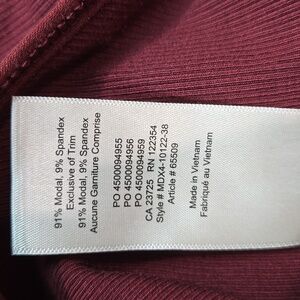 91% Modal, 9% Spandex
Exclusive of Trim
91% Modal, 9% Spandex
Aucune Garniture Comprise
PO 4500094955
PO 4500094956
PO 4500094959
CA 23725 RN 122354
Style # MDX4-10122-38
Article # 65509
Made in Vietnam
Fabriqué au Vietnam